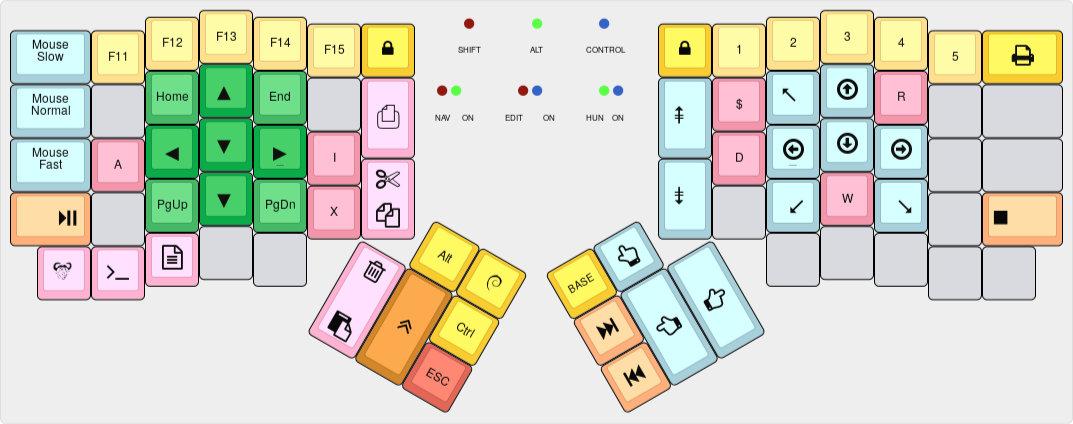 Mouse
Slow
F11
F12
F13
F14
F15
SHIFT
ALT
CONTROL
1
2
3
4
5
Mouse
Normal
Home
End
NAV ON
EDIT ON
HUN ON
$
R
Mouse
Fast
A
I
D
PgUp
PgDn
X
W
>_
Alt
Ctrl
ESC
BASE